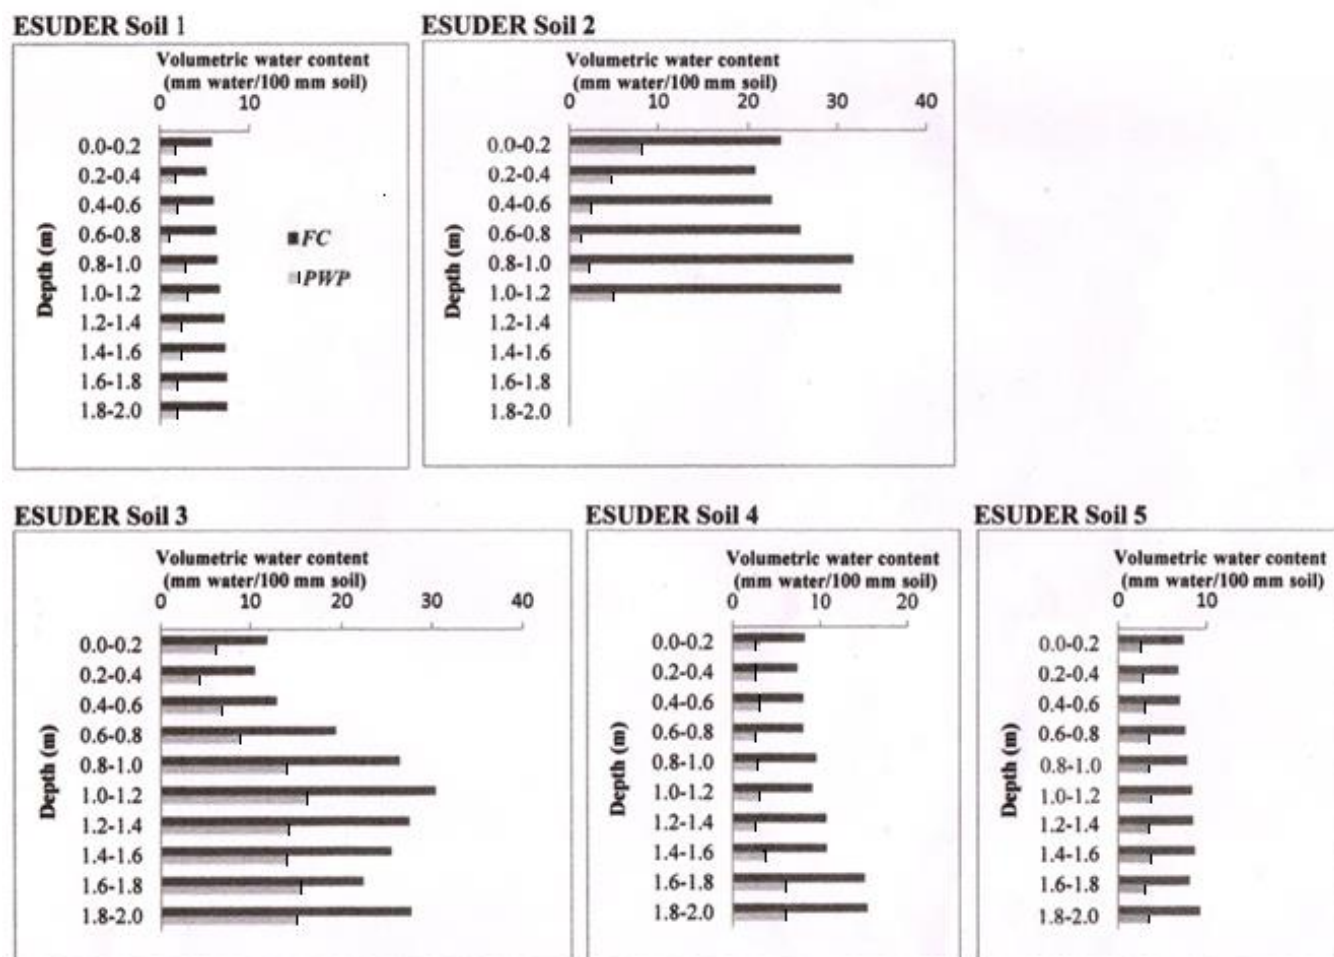 ESUDER Soil 1
Volumetric water content
(mm water/100 mm soil)
0 10
Depth (m)
0.0-0.2
0.2-0.4
0.4-0.6
0.6-0.8
0.8-1.0
1.0-1.2
1.2-1.4
1.4-1.6
1.6-1.8
1.8-2.0
FC
PWP
ESUDER Soil 2
Volumetric water content
(mm water/100 mm soil)
0 10 20 30 40
Depth (m)
0.0-0.2
0.2-0.4
0.4-0.6
0.6-0.8
0.8-1.0
1.0-1.2
1.2-1.4
1.4-1.6
1.6-1.8
1.8-2.0
ESUDER Soil 3
Volumetric water content
(mm water/100 mm soil)
0 10 20 30 40
Depth (m)
0.0-0.2
0.2-0.4
0.4-0.6
0.6-0.8
0.8-1.0
1.0-1.2
1.2-1.4
1.4-1.6
1.6-1.8
1.8-2.0
ESUDER Soil 4
Volumetric water content
(mm water/100 mm soil)
0 10 20
Depth (m)
0.0-0.2
0.2-0.4
0.4-0.6
0.6-0.8
0.8-1.0
1.0-1.2
1.2-1.4
1.4-1.6
1.6-1.8
1.8-2.0
ESUDER Soil 5
Volumetric water content
(mm water/100 mm soil)
0 10
Depth (m)
0.0-0.2
0.2-0.4
0.4-0.6
0.6-0.8
0.8-1.0
1.0-1.2
1.2-1.4
1.4-1.6
1.6-1.8
1.8-2.0